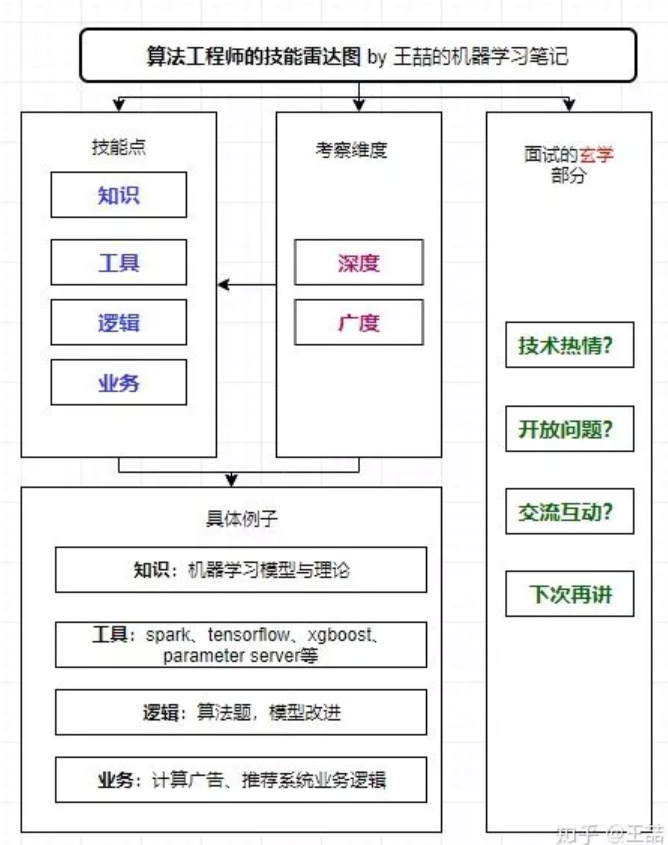 算法工程师的技能雷达图 by 王喆的机器学习笔记
技能点
知识
工具
逻辑
业务
考察维度
深度
广度
面试的玄学
部分
技术热情?
开放问题?
交流互动?
下次再讲
具体例子
知识：机器学习模型与理论
工具：spark、tensorflow、xgboost、
parameter server等
逻辑：算法题，模型改进
业务：计算广告、推荐系统业务逻辑
知乎 @王喆